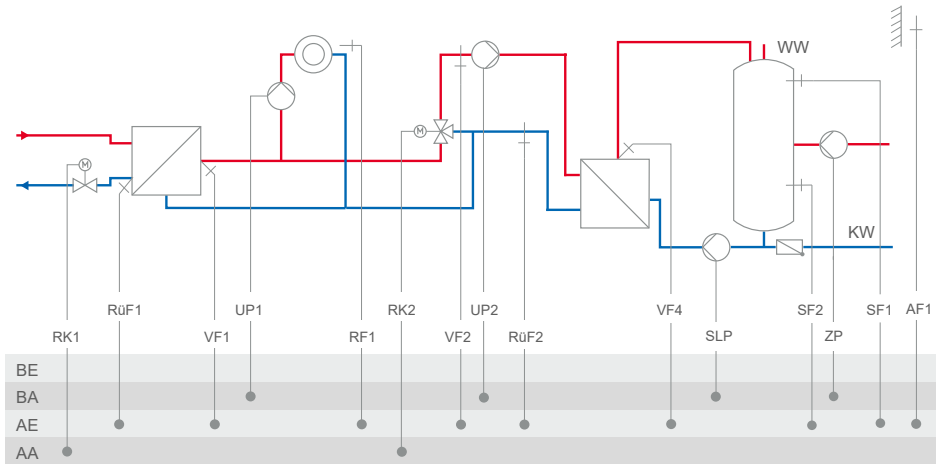 WW
M
M
KW
RüF1 UP1 RK2 UP2 VF4 SF2 SF1 AF1
RK1 VF1 RF1 VF2 RüF2 SLP ZP
BE
BA
AE
AA